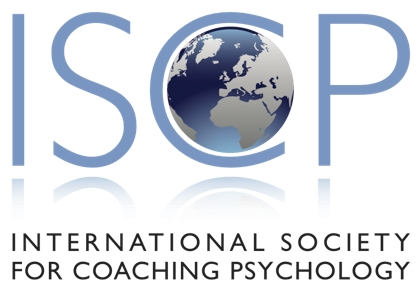 ISCP
INTERNATIONAL SOCIETY
FOR COACHING PSYCHOLOGY